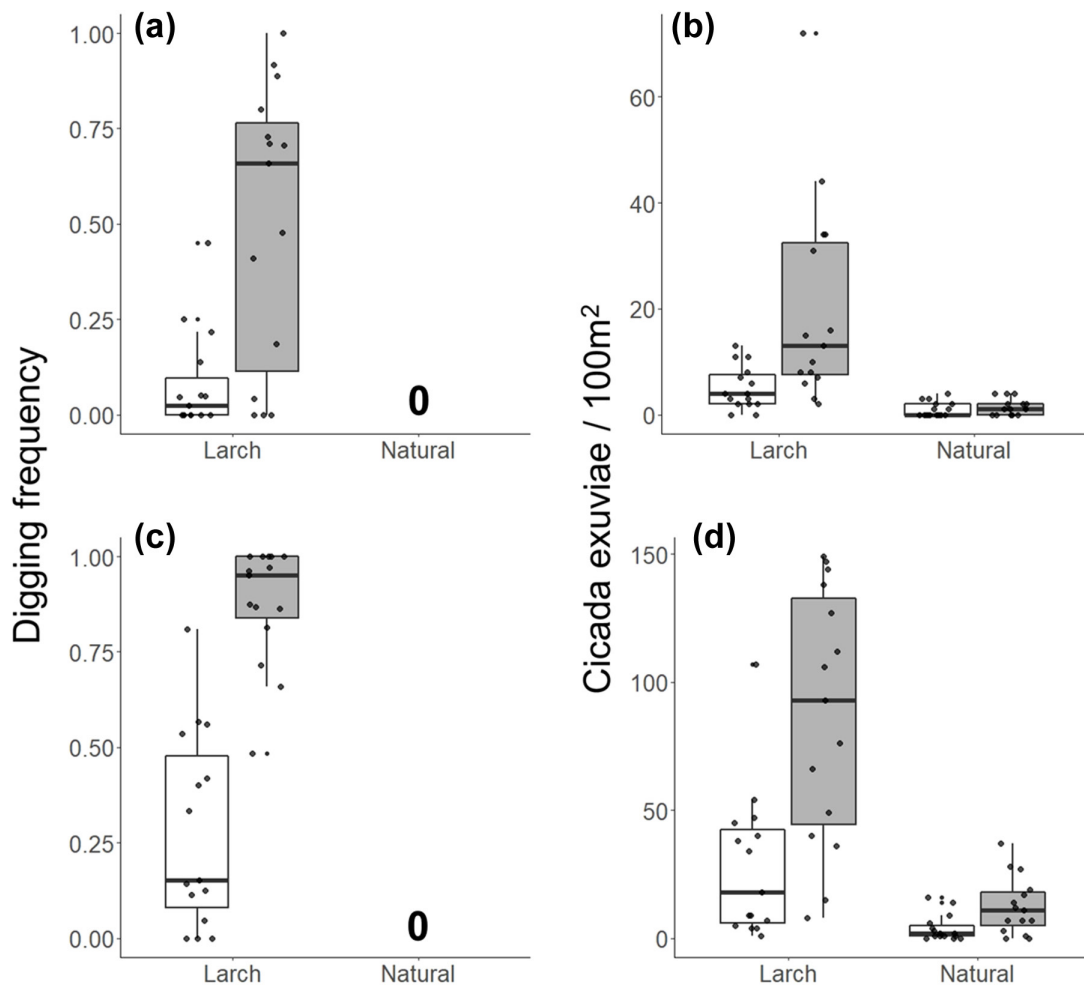 (a)
1.00
0.75
0.50
0.25
0.00
0
Larch Natural
(b)
60
40
20
0
Larch Natural
Digging frequency
Cicada exuviae / 100m²
(c)
1.00
0.75
0.50
0.25
0.00
0
Larch Natural
(d)
150
100
50
0
Larch Natural